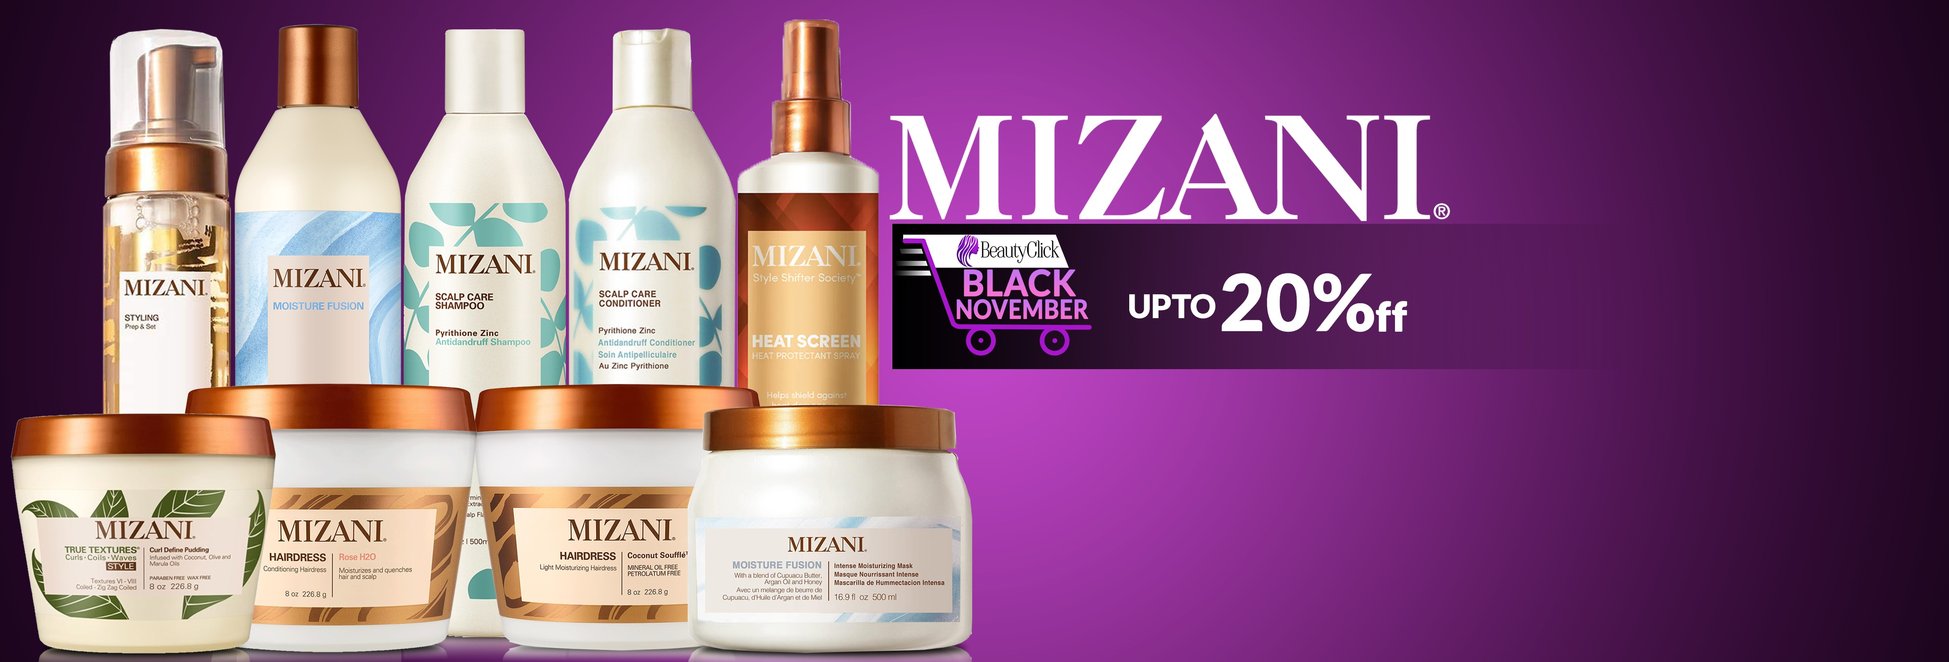 MIZANI®
BeautyClick
BLACK
NOVEMBER
UPTO 20%ff
MIZANI.
STYLING
Prep & Set
MIZANI.
MOISTURE FUSION
MIZANI.
SCALP CARE
SHAMPOO
Pyrithione Zinc
Antidandruff Shampoo
MIZANI.
SCALP CARE
CONDITIONER
Pyrithione Zinc
Antidandruff Conditioner
Soin Antipelliculaire
Au Zinc Pyrithione
MIZANI.
Style Shifter Society™
HEAT SCREEN
HEAT PROTECTANT SPRAY
Helps shield against
MIZANI.
TRUE TEXTURES®
Curls · Coils · Waves
STYLE
Textures VI - VIII
Coiled - Zig Zag Coiled
Curl Define Pudding
Infused with Coconut, Olive and
Marula Oils
PARABEN FREE WAX FREE
8 oz 226.8 g
MIZANI.
HAIRDRESS
Conditioning Hairdress
Rose H2O
Moisturizes and quenches
hair and scalp
8 oz 226.8 g
500m
MIZANI.
HAIRDRESS
Light Moisturizing Hairdress
Coconut Soufflé
MINERAL OIL FREE
PETROLATUM FREE
8 oz 226.8 g
MIZANI.
MOISTURE FUSION
With a blend of Cupuacu Butter,
Argan Oil and Honey
Avec un melange de beurre de
Cupuacu, d'Huile d'Argan et de Miel
Intense Moisturizing Mask
Masque Nourrissant Intense
Mascarilla de Hummectacion Intensa
16.9 fl oz 500 ml